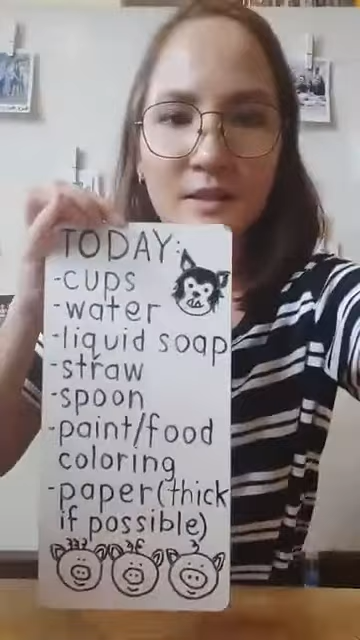 TODAY:
-cups
-water
-liquid soap
-straw
-spoon
-paint/food
coloring
-paper(thick
if possible)